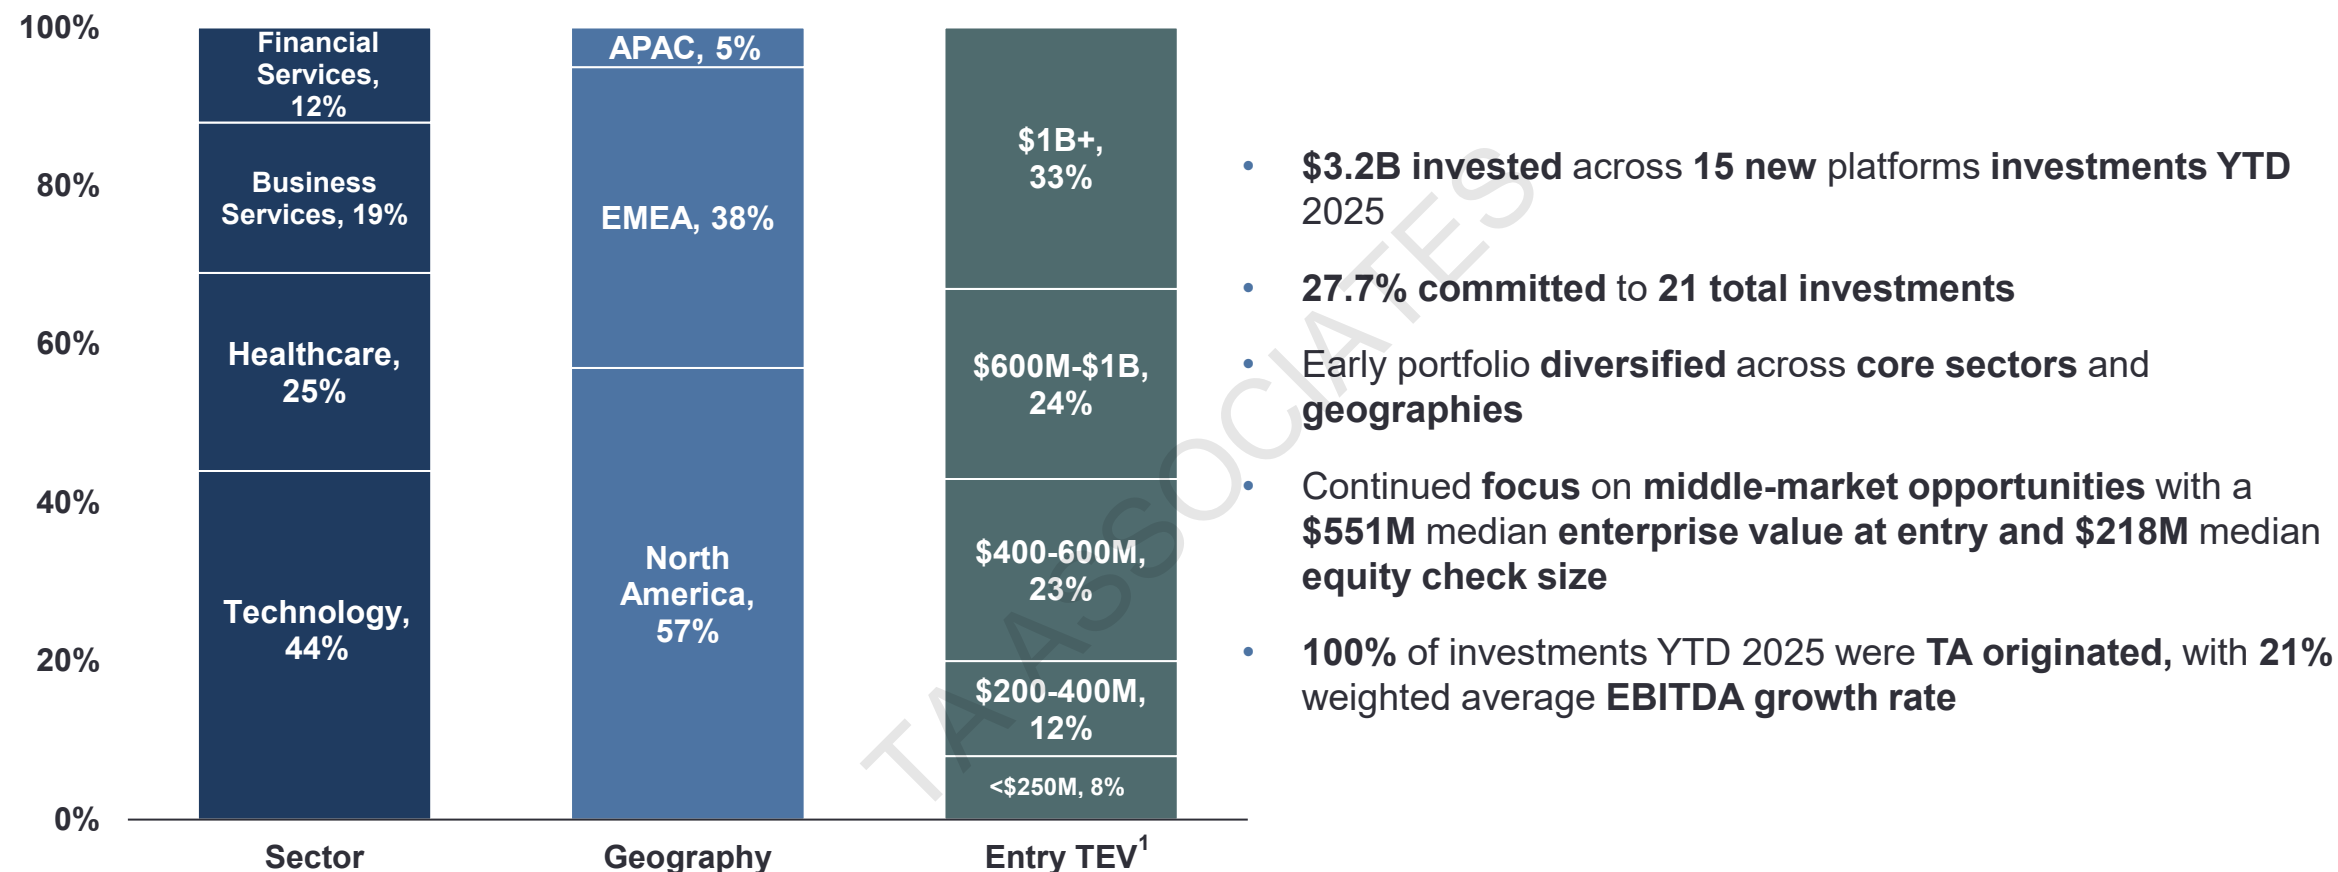 100%
80%
60%
40%
20%
0%
Financial
Services,
12%
Business
Services, 19%
Healthcare,
25%
Technology,
44%
Sector
APAC, 5%
EMEA, 38%
North
America,
57%
Geography
$1B+,
33%
$600M-$1B,
24%
$400-600M,
23%
$200-400M,
12%
<$250M, 8%
Entry TEV1
• $3.2B invested across 15 new platforms investments YTD
2025
• 27.7% committed to 21 total investments
• Early portfolio diversified across core sectors and
geographies
• Continued focus on middle-market opportunities with a
$551M median enterprise value at entry and $218M median
equity check size
• 100% of investments YTD 2025 were TA originated, with 21%
weighted average EBITDA growth rate
TA ASSOCIATES